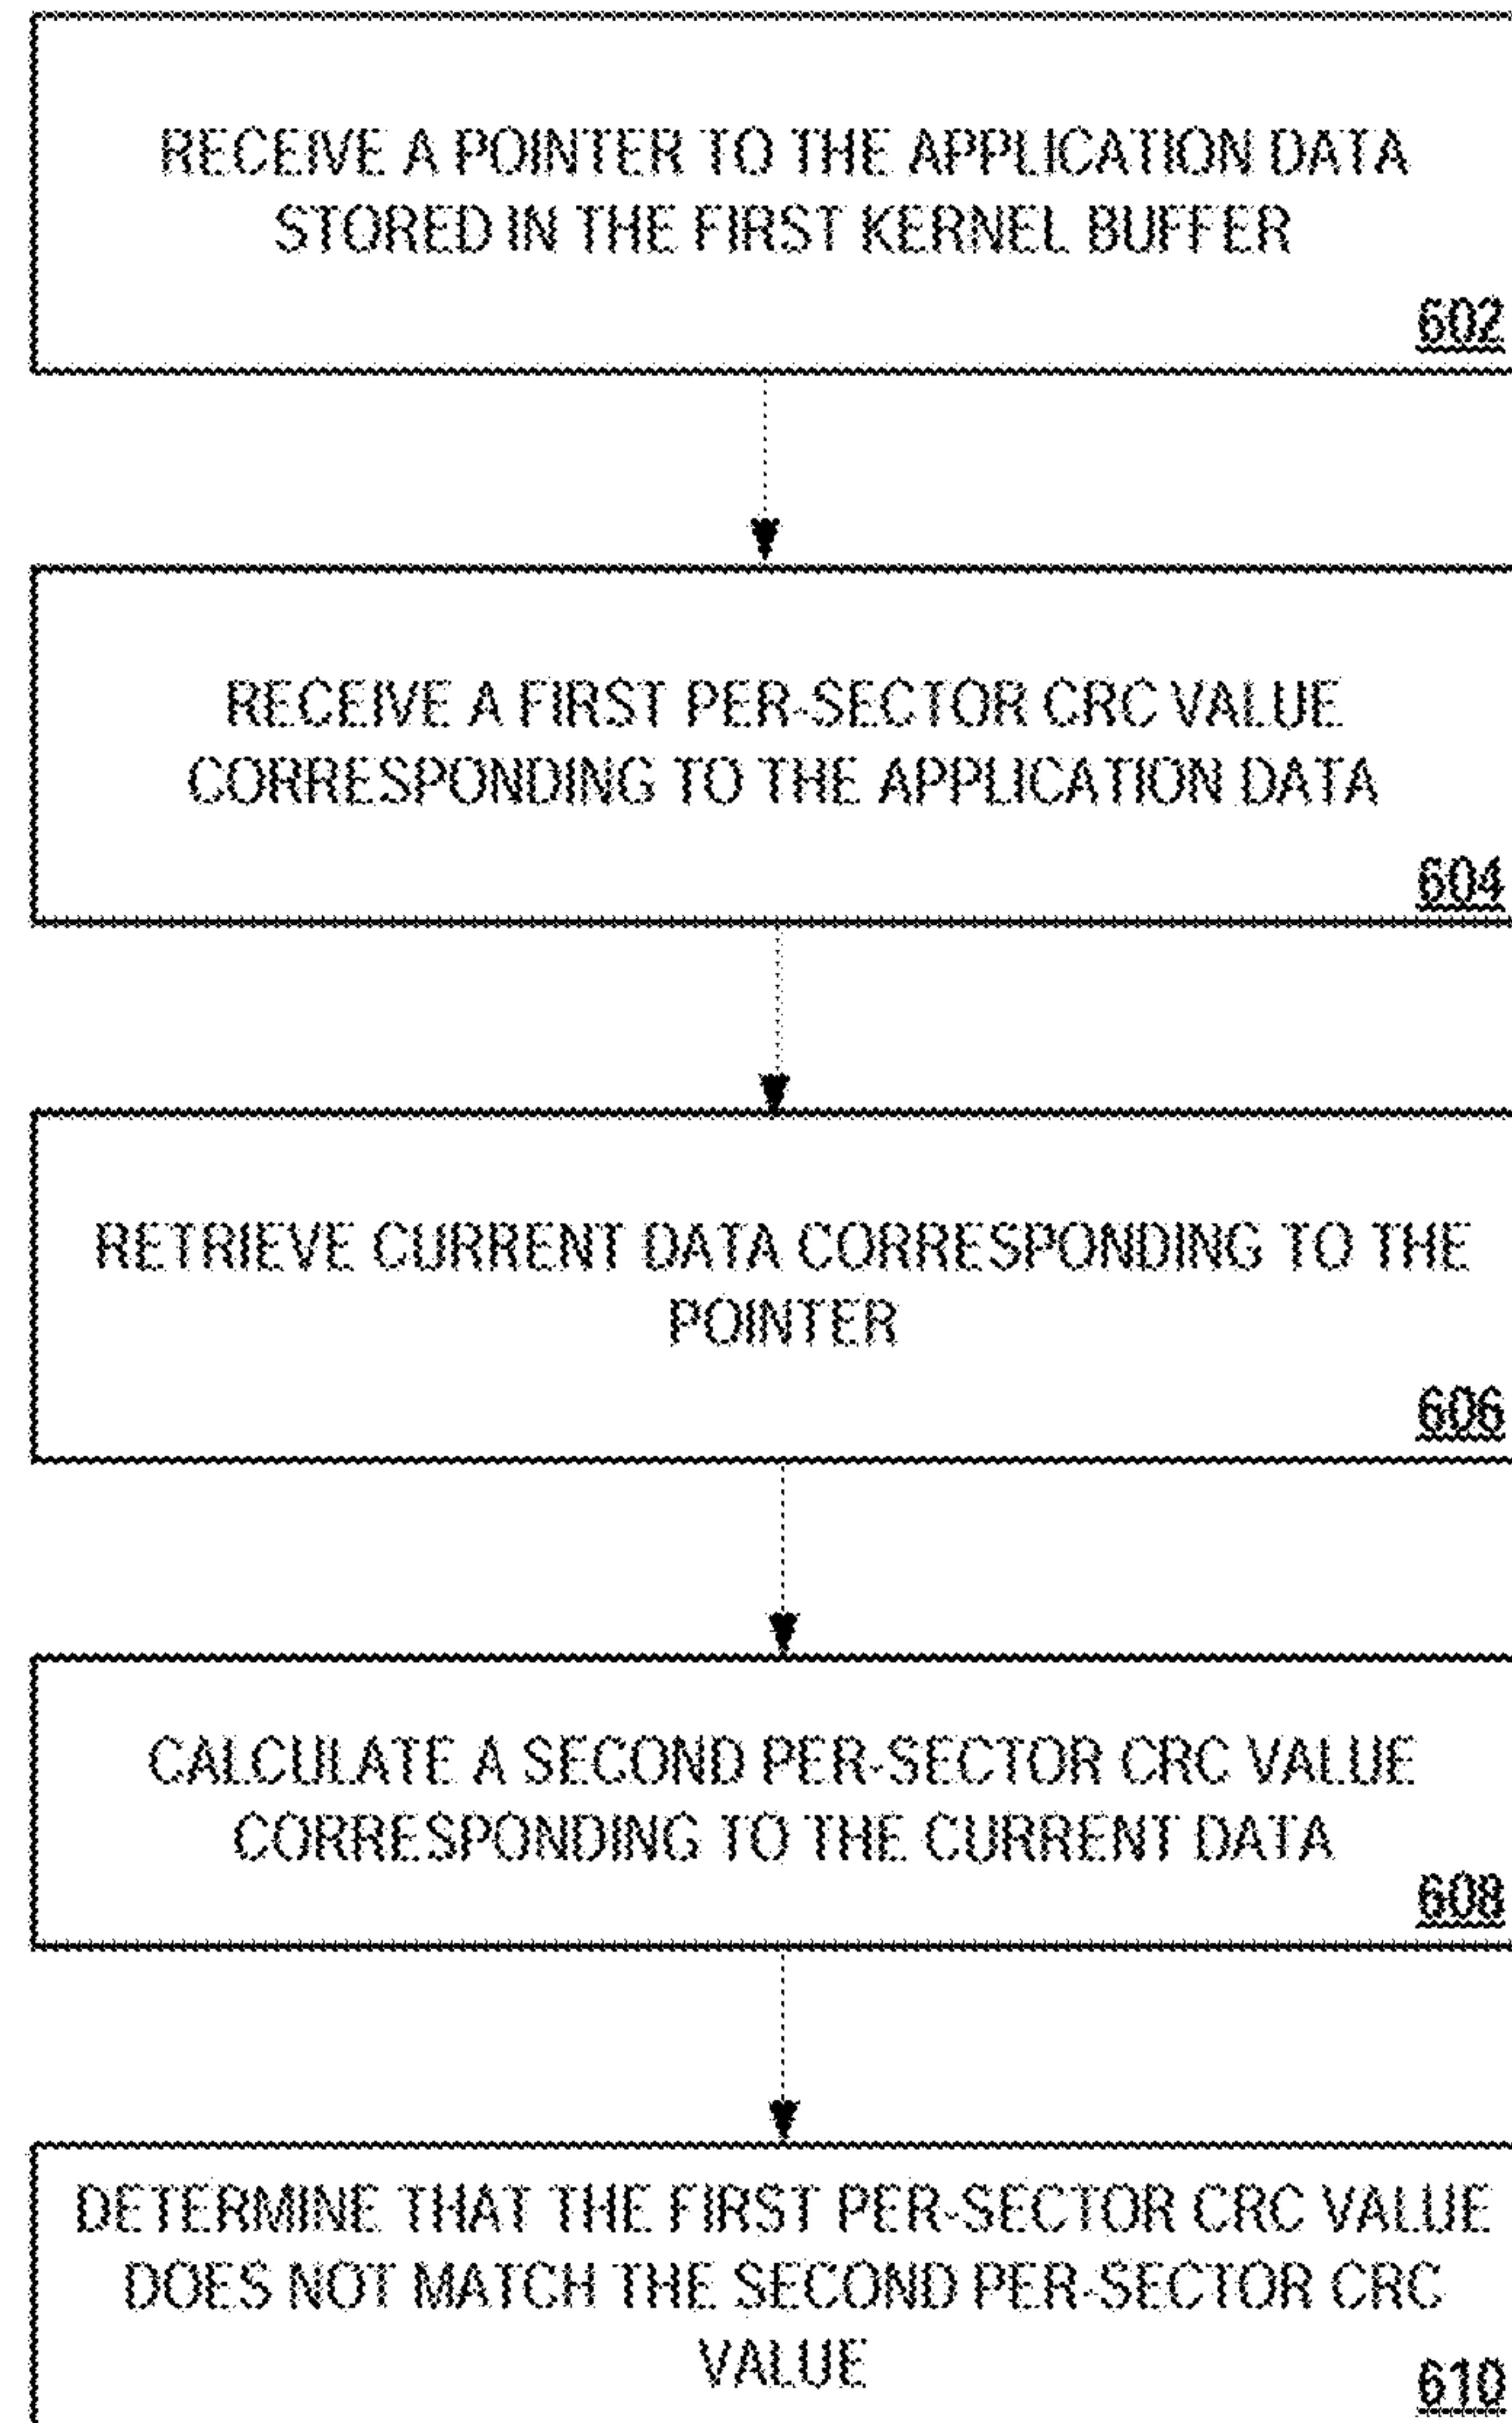 RECEIVE A POINTER TO THE APPLICATION DATA
STORED IN THE FIRST KERNEL BUFFER
602
RECEIVE A FIRST PER-SECTOR CRC VALUE
CORRESPONDING TO THE APPLICATION DATA
604
RETRIEVE CURRENT DATA CORRESPONDING TO THE
POINTER
606
CALCULATE A SECOND PER-SECTOR CRC VALUE
CORRESPONDING TO THE CURRENT DATA
608
DETERMINE THAT THE FIRST PER-SECTOR CRC VALUE
DOES NOT MATCH THE SECOND PER-SECTOR CRC
VALUE
610